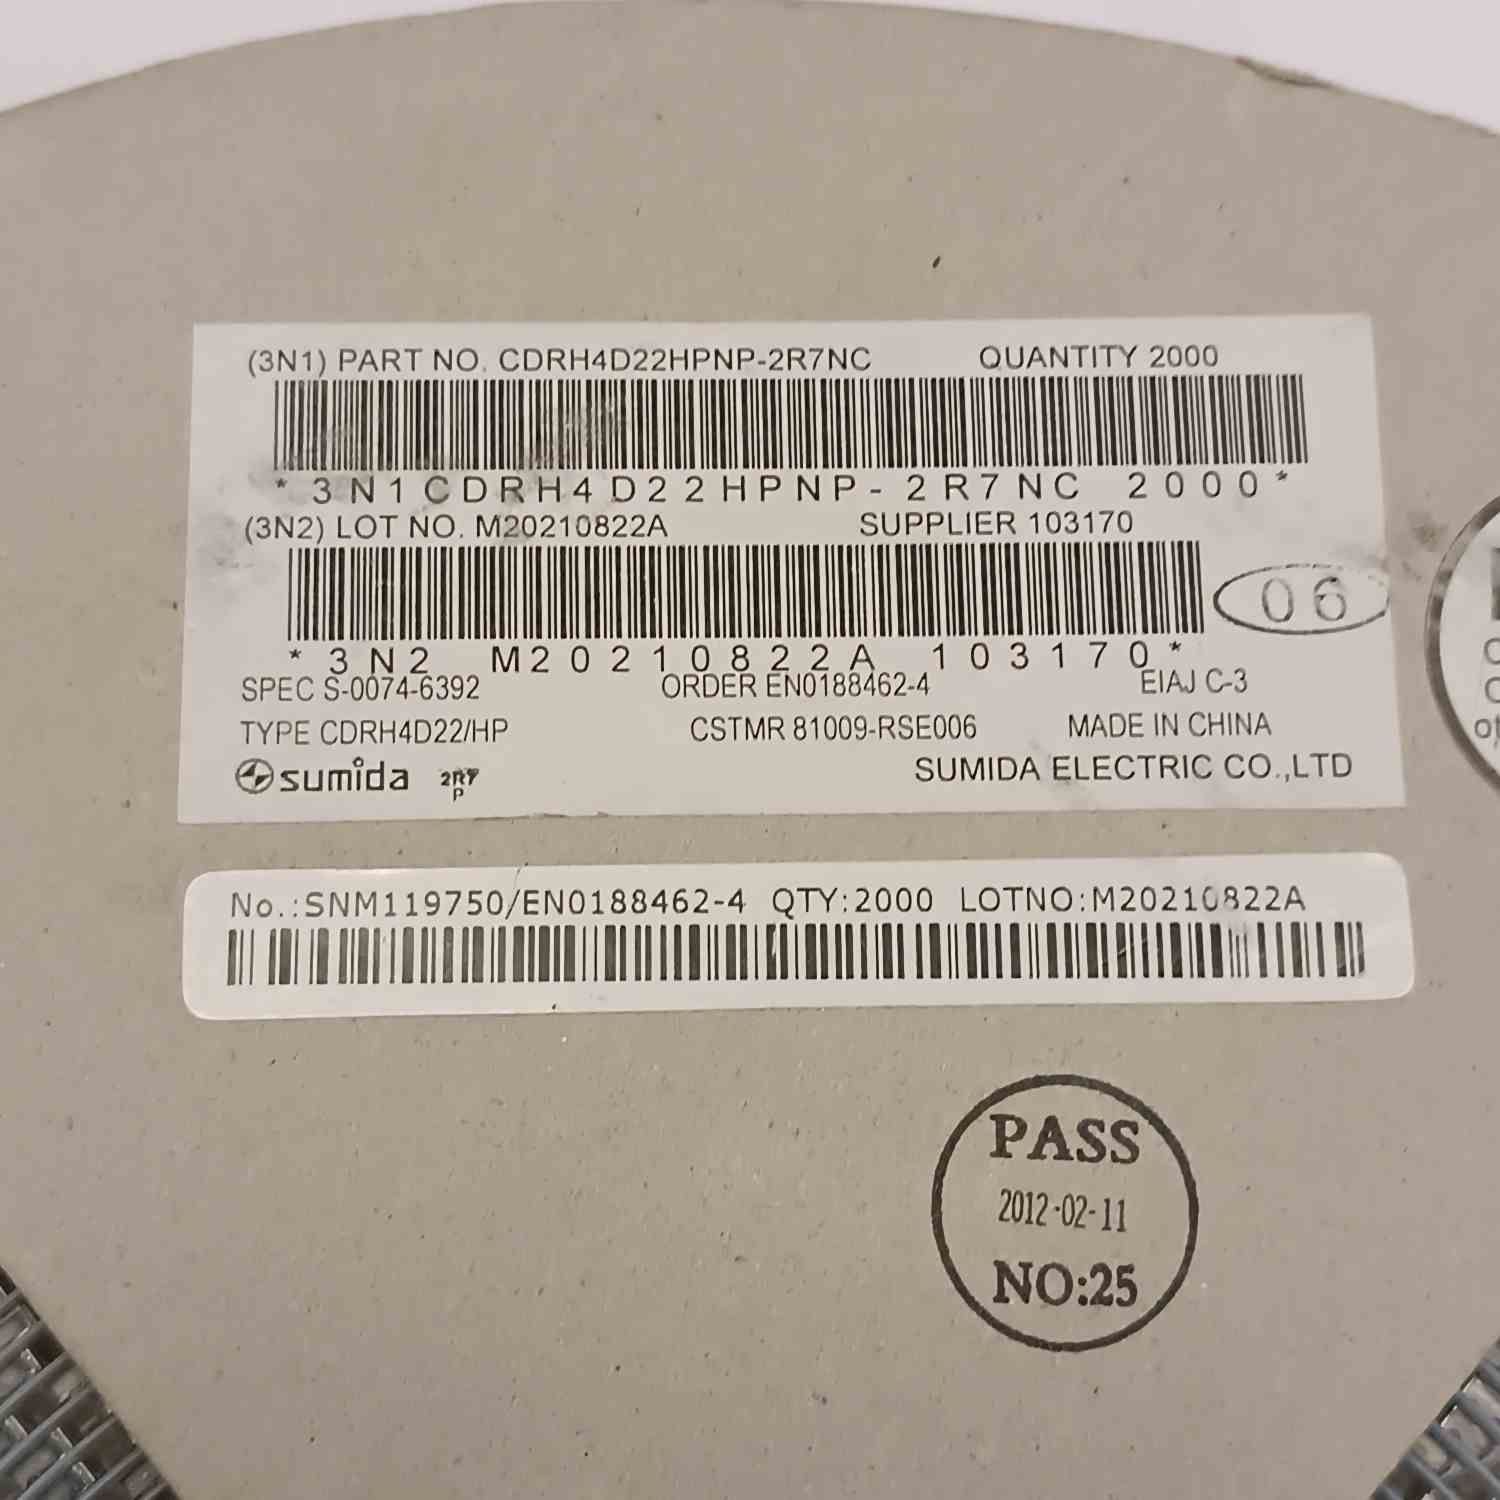 (3N1) PART NO. CDRH4D22HPNP-2R7NC QUANTITY 2000
*3N1CDRH4D22HPNP-2R7NC 2000*
(3N2) LOT NO. M20210822A SUPPLIER 103170
06
*3N2 M20210822A 103170*
SPEC S-0074-6392 ORDER EN0188462-4 EIAJ C-3
TYPE CDRH4D22/HP CSTMR 81009-RSE006 MADE IN CHINA
sumida 2R7 SUMIDA ELECTRIC CO.,LTD
P
No.:SNM119750/EN0188462-4 QTY:2000 LOTNO:M20210822A
PASS
2012-02-11
NO:25